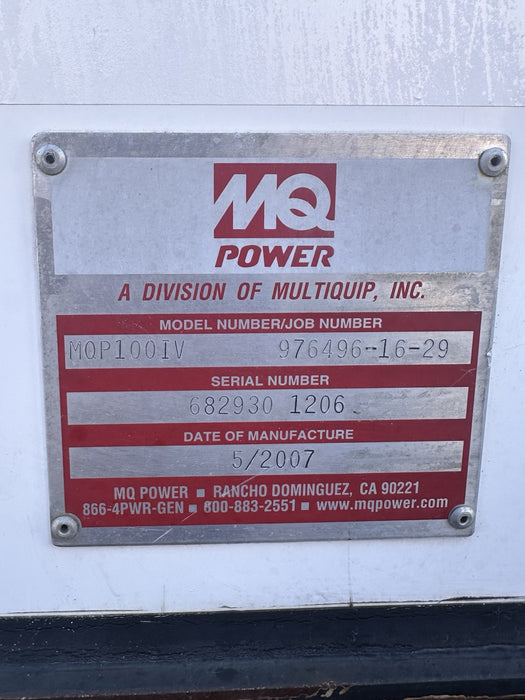 MQ
POWER
A DIVISION OF MULTIQUIP, INC.
MODEL NUMBER/JOB NUMBER
MQP100IV 976496-16-29
SERIAL NUMBER
682930 1206
DATE OF MANUFACTURE
5/2007
MQ POWER ■ RANCHO DOMINGUEZ, CA 90221
866-4PWR-GEN ■ 800-883-2551 ■ www.mqpower.com